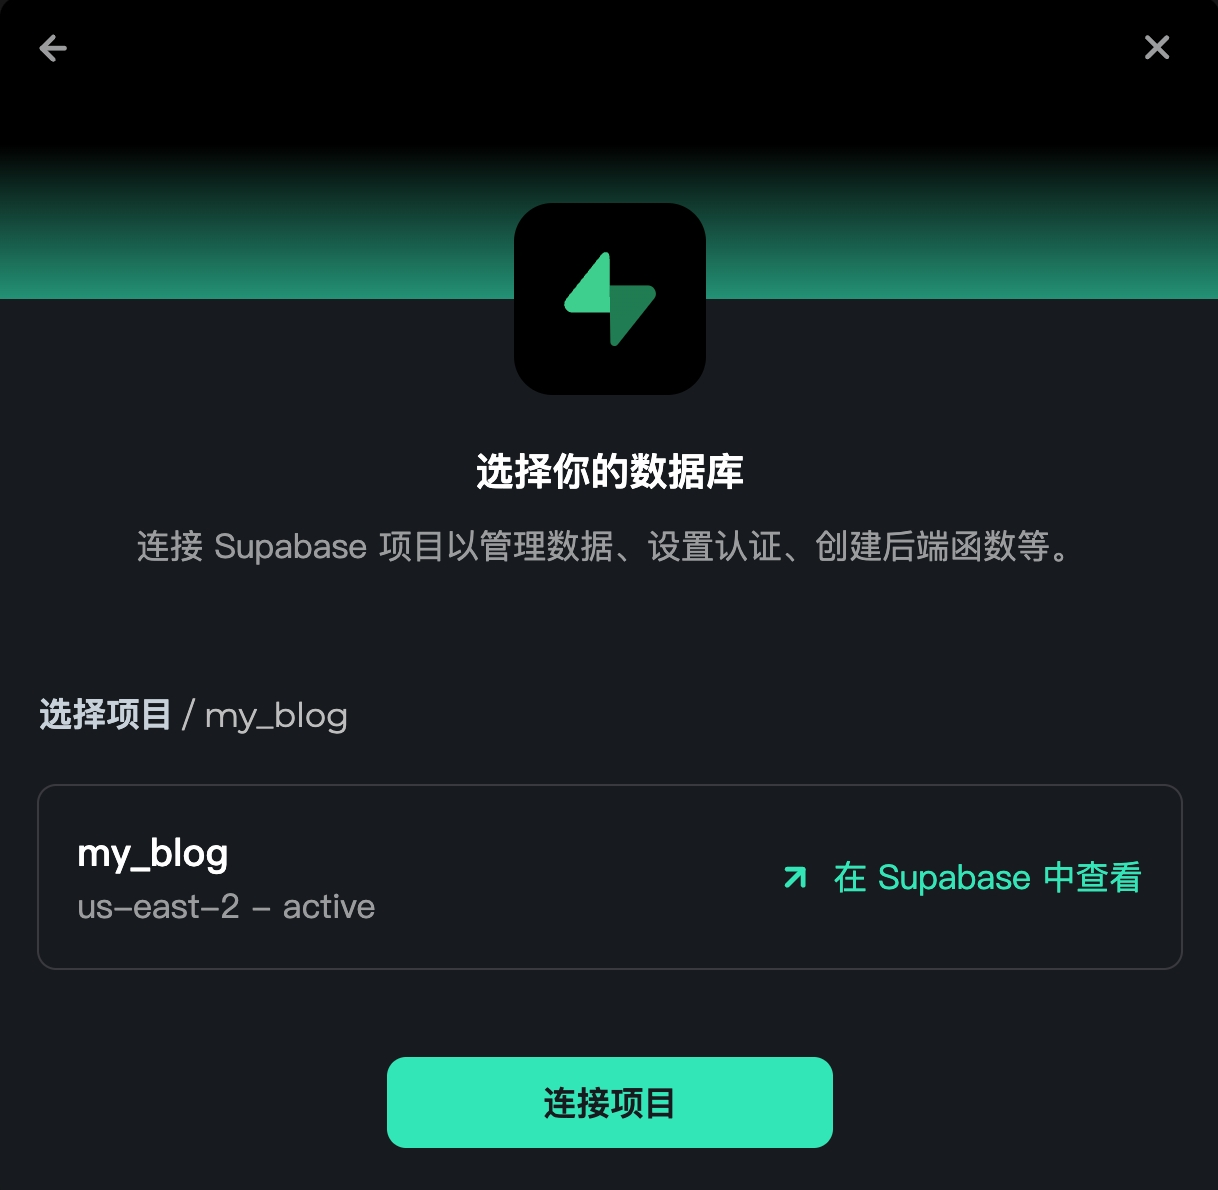 选择你的数据库
连接 Supabase 项目以管理数据、设置认证、创建后端函数等。
选择项目 / my_blog
my_blog
us-east-2 - active
在 Supabase 中查看
连接项目